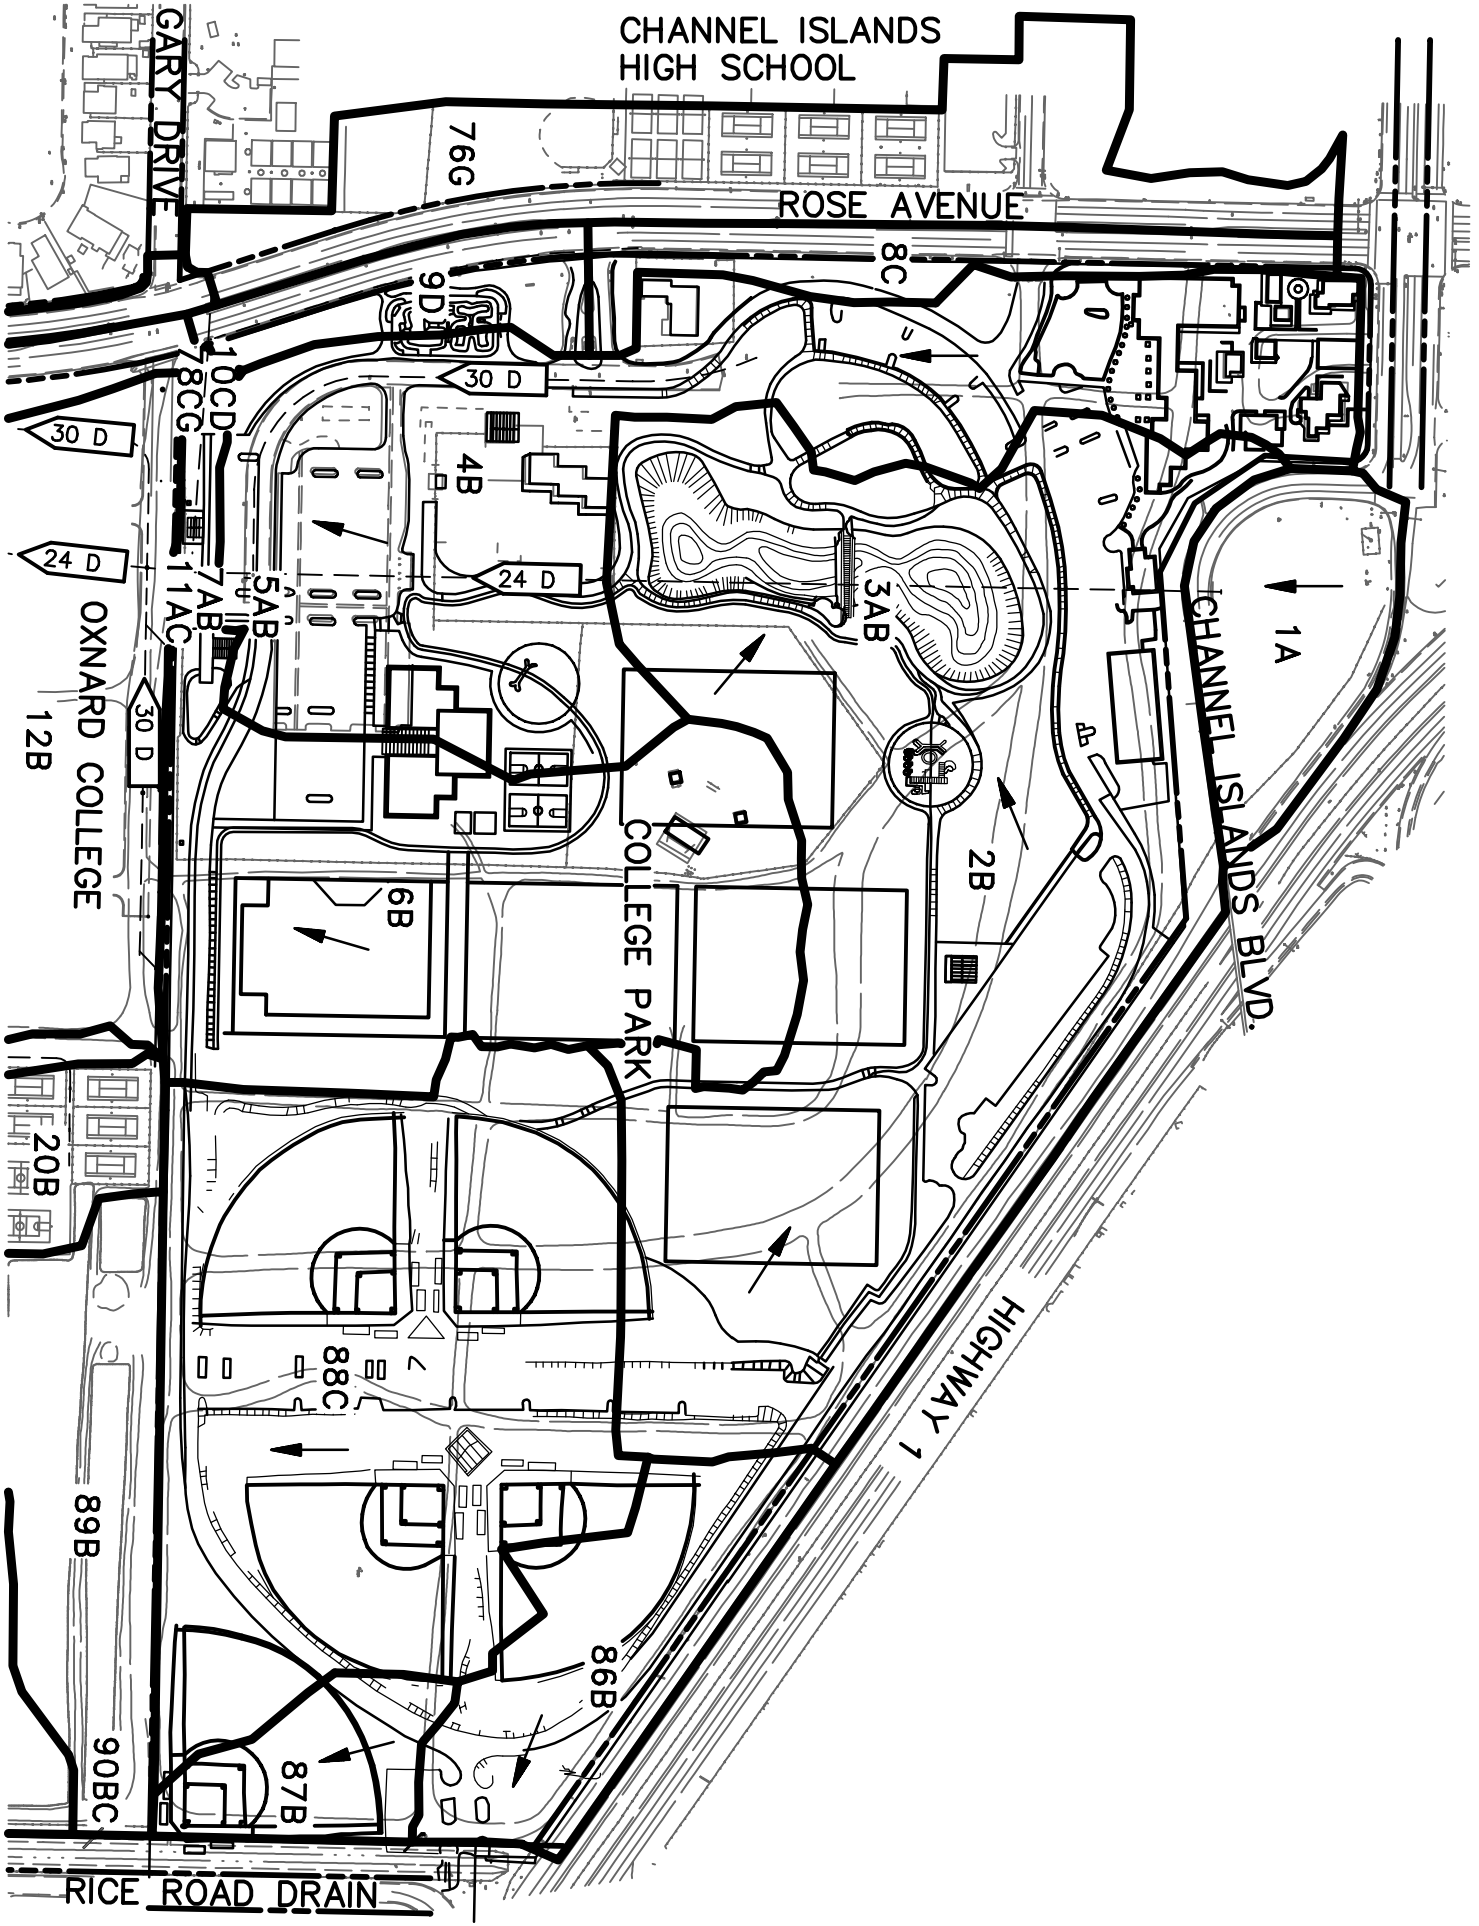 CHANNEL ISLANDS
HIGH SCHOOL
GARY DRIVE
76G
ROSE AVENUE
8C
9D
10CD
78CG
30 D
30 D
4B
24 D
24 D
3AB
1A
CHANNEL ISLANDS BLVD.
5AB
7AB
11AC
OXNARD COLLEGE
12B
30 D
2B
COLLEGE PARK
6B
20B
HIGHWAY 1
88C
89B
86B
87B
90BC
RICE ROAD DRAIN